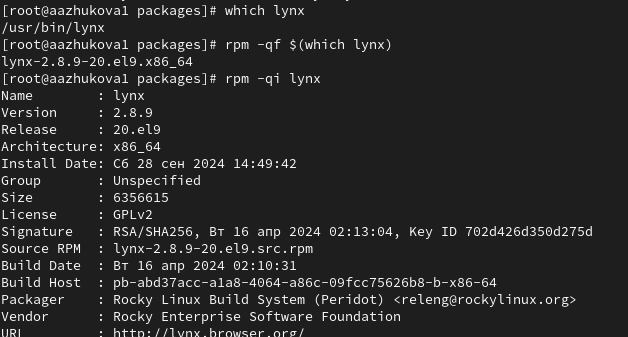 [root@aazhukova1 packages]# which lynx
/usr/bin/lynx
[root@aazhukova1 packages]# rpm -qf $(which lynx)
lynx-2.8.9-20.el9.x86_64
[root@aazhukova1 packages]# rpm -qi lynx
Name        : lynx
Version     : 2.8.9
Release     : 20.el9
Architecture: x86_64
Install Date: Сб 28 сен 2024 14:49:42
Group       : Unspecified
Size        : 6356615
License     : GPLv2
Signature   : RSA/SHA256, Вт 16 апр 2024 02:13:04, Key ID 702d426d350d275d
Source RPM  : lynx-2.8.9-20.el9.src.rpm
Build Date  : Вт 16 апр 2024 02:10:31
Build Host  : pb-abd37acc-a1a8-4064-a86c-09fcc75626b8-b-x86-64
Packager    : Rocky Linux Build System (Peridot) <releng@rockylinux.org>
Vendor      : Rocky Enterprise Software Foundation
URL         : http://lynx.browser.org/